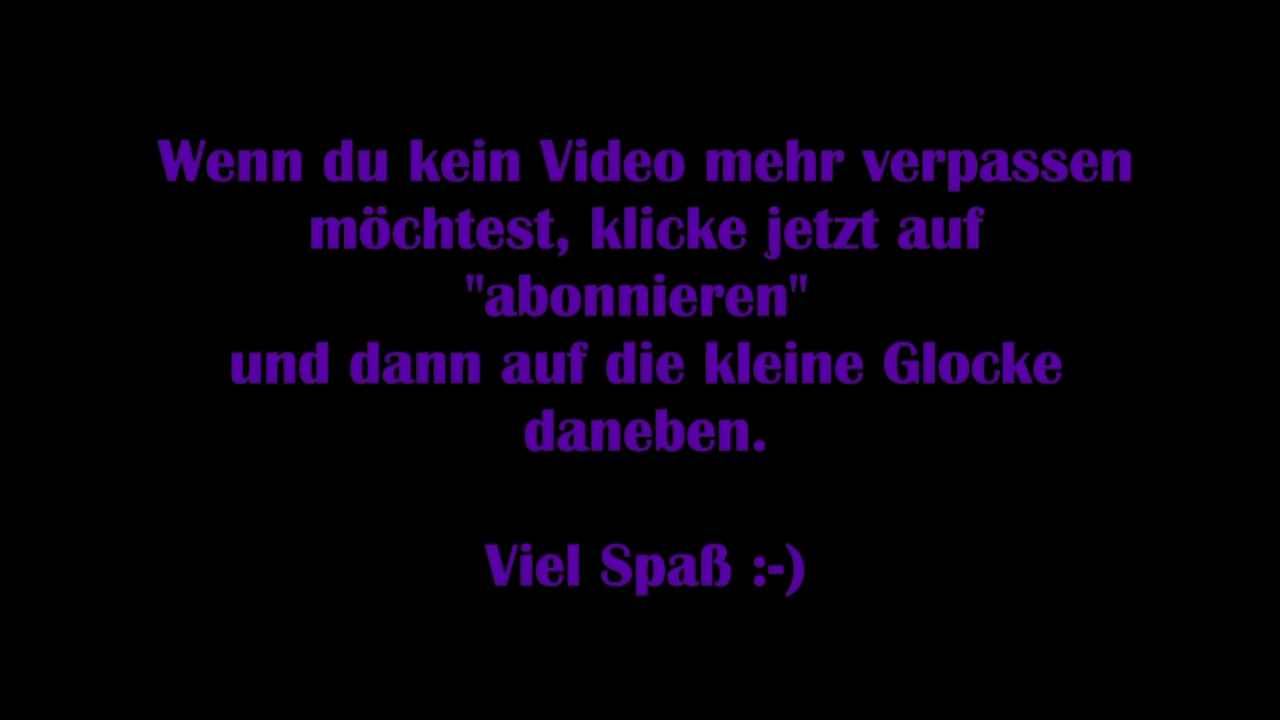 Wenn du kein Video mehr verpassen
möchtest, klicke jetzt auf
"abonnieren"
und dann auf die kleine Glocke
daneben.
Viel Spaß :-)